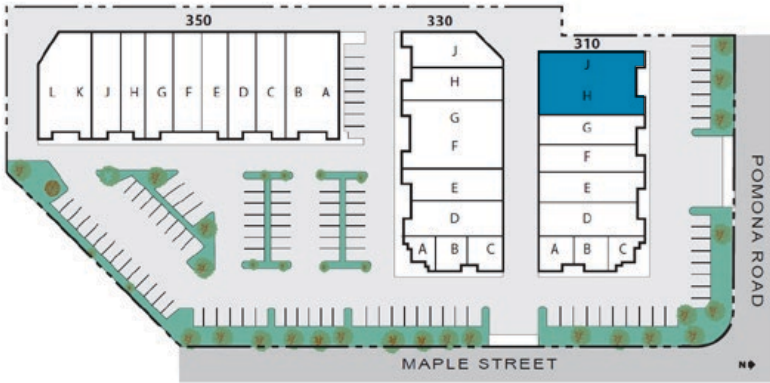 350
330
310
L K J H G F E D C B A
J
H
G
F
E
D
A B C
J
H
G
F
E
D
A B C
POMONA ROAD
MAPLE STREET
N